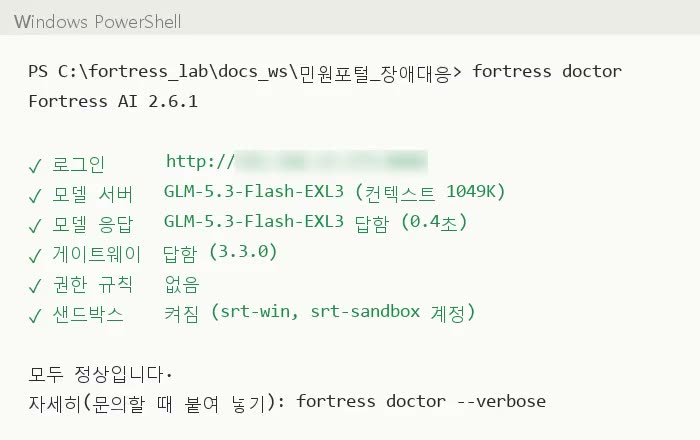 Windows PowerShell
PS C:\fortress_lab\docs_ws\민원포털_장애대응> fortress doctor
Fortress AI 2.6.1
✓ 로그인 http://
✓ 모델 서버 GLM-5.3-Flash-EXL3 (컨텍스트 1049K)
✓ 모델 응답 GLM-5.3-Flash-EXL3 답함 (0.4초)
✓ 게이트웨이 답함 (3.3.0)
✓ 권한 규칙 없음
✓ 샌드박스 켜짐 (srt-win, srt-sandbox 계정)
모두 정상입니다.
자세히(문의할 때 붙여 넣기): fortress doctor --verbose